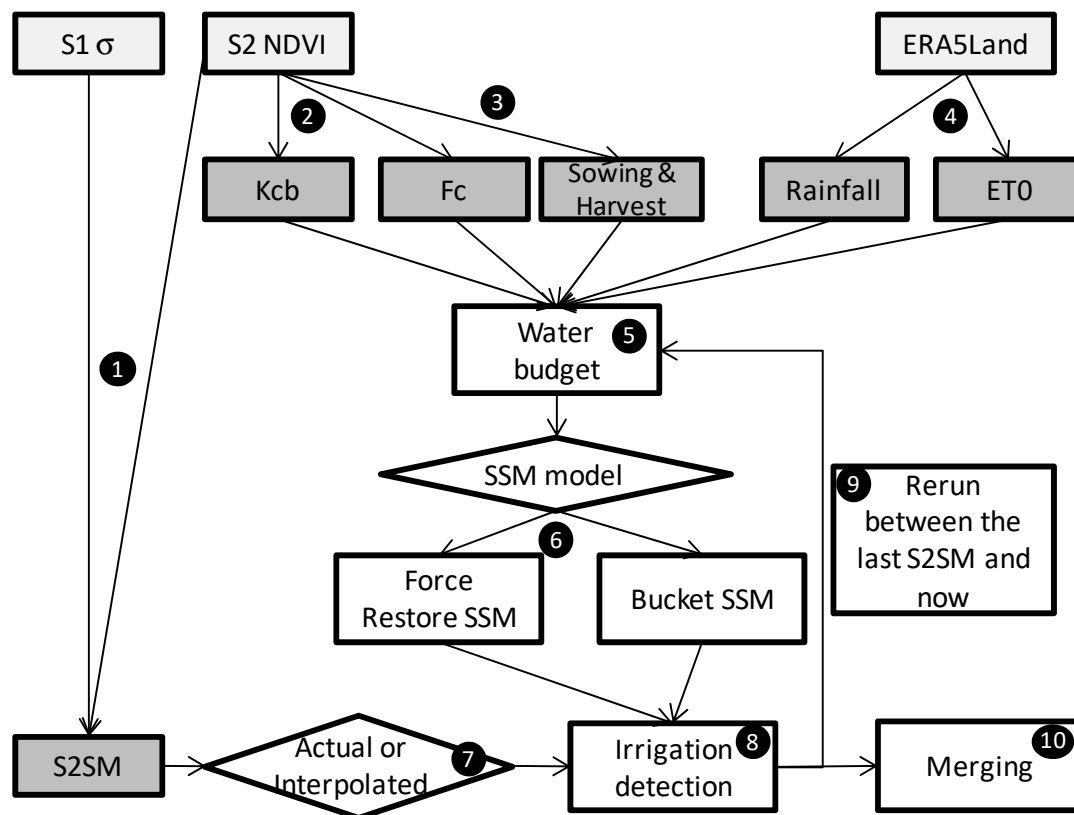 S1 σ
S2 NDVI
ERA5Land
2
3
4
Kcb
Fc
Sowing &
Harvest
Rainfall
ET0
1
Water
budget
5
SSM model
6
Force
Restore SSM
Bucket SSM
9
Rerun
between the
last S2SM and
now
S2SM
Actual or
Interpolated
7
Irrigation
detection
8
Merging
10